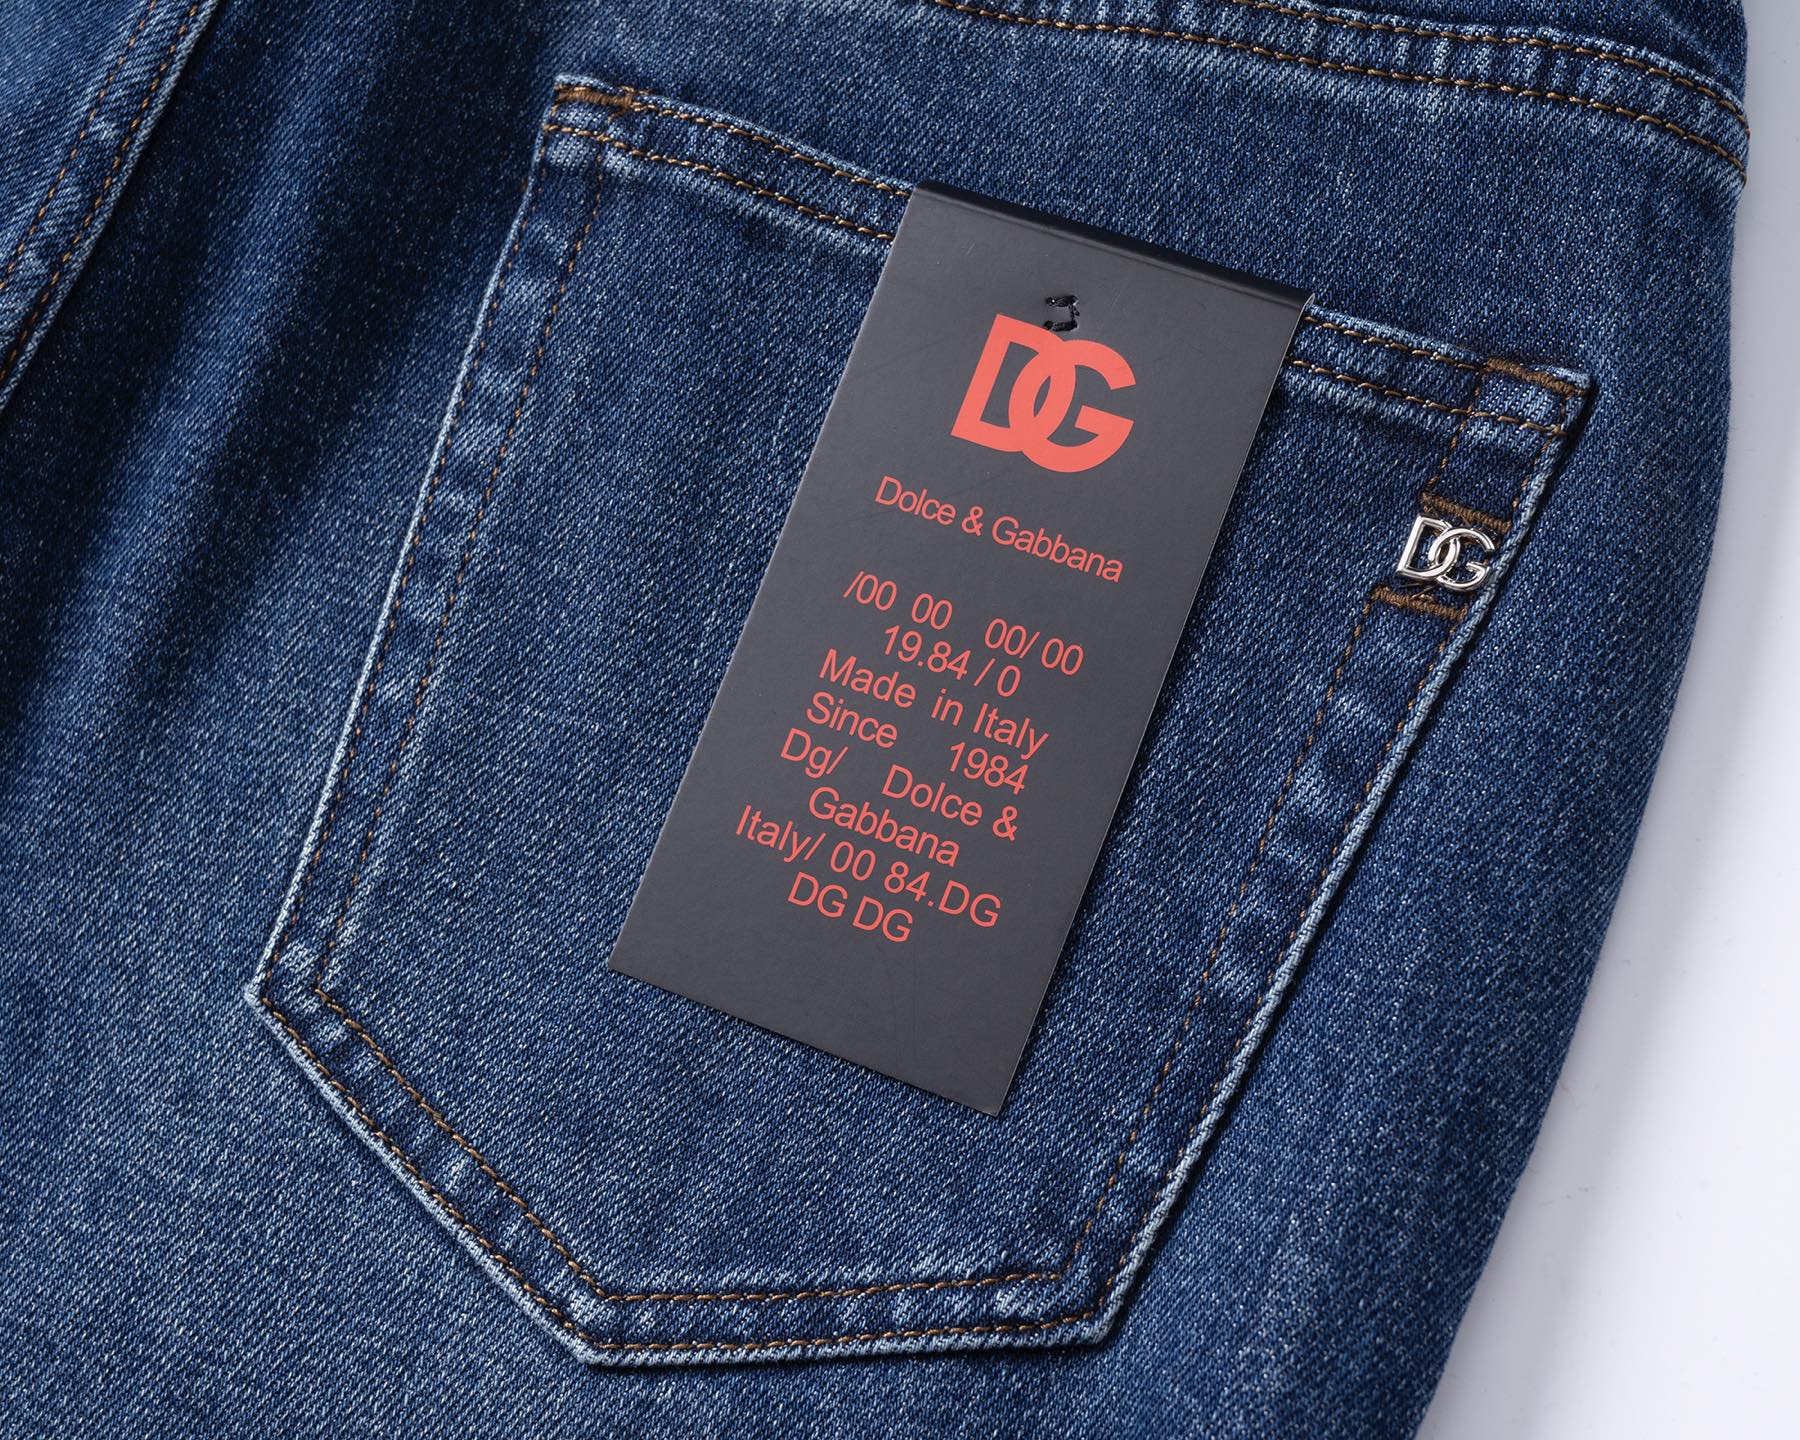 DG
Dolce & Gabbana
/00 00 00/ 00
19.84 / 0
Made in Italy
Since 1984
Dg/ Dolce &
Gabbana
Italy/ 00 84.DG
DG DG
DG